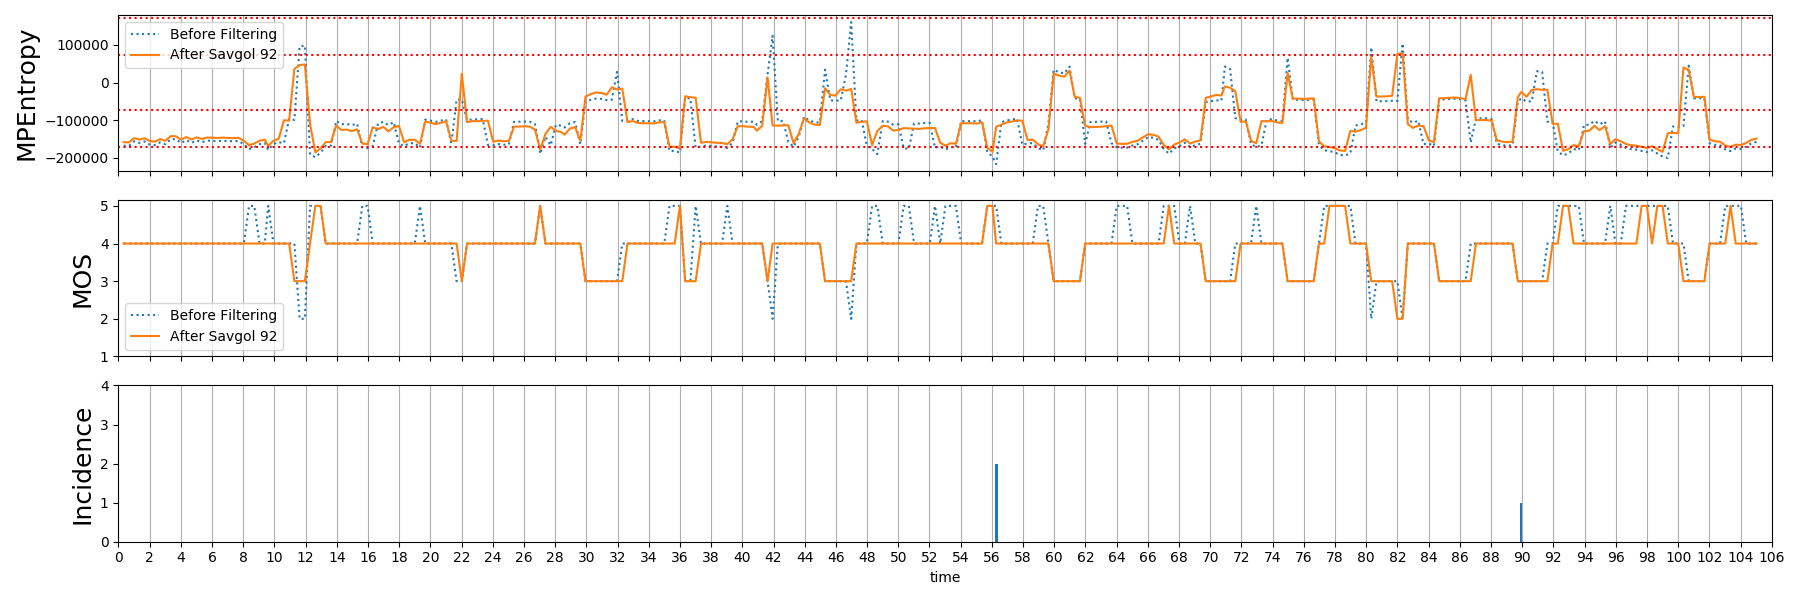 MPEntropy
100000
0
−100000
−200000
Before Filtering
After Savgol 92
MOS
5
4
3
2
1
Before Filtering
After Savgol 92
Incidence
4
3
2
1
0
0 2 4 6 8 10 12 14 16 18 20 22 24 26 28 30 32 34 36 38 40 42 44 46 48 50 52 54 56 58 60 62 64 66 68 70 72 74 76 78 80 82 84 86 88 90 92 94 96 98 100 102 104 106
time